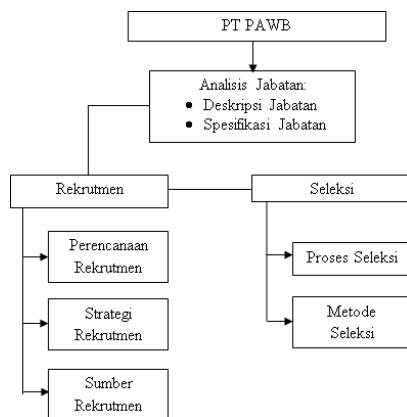 PT PAWB
Analisis Jabatan:
• Deskripsi Jabatan
• Spesifikasi Jabatan
Rekrutmen
Seleksi
Perencanaan
Rekrutmen
Strategi
Rekrutmen
Sumber
Rekrutmen
Proses Seleksi
Metode
Seleksi